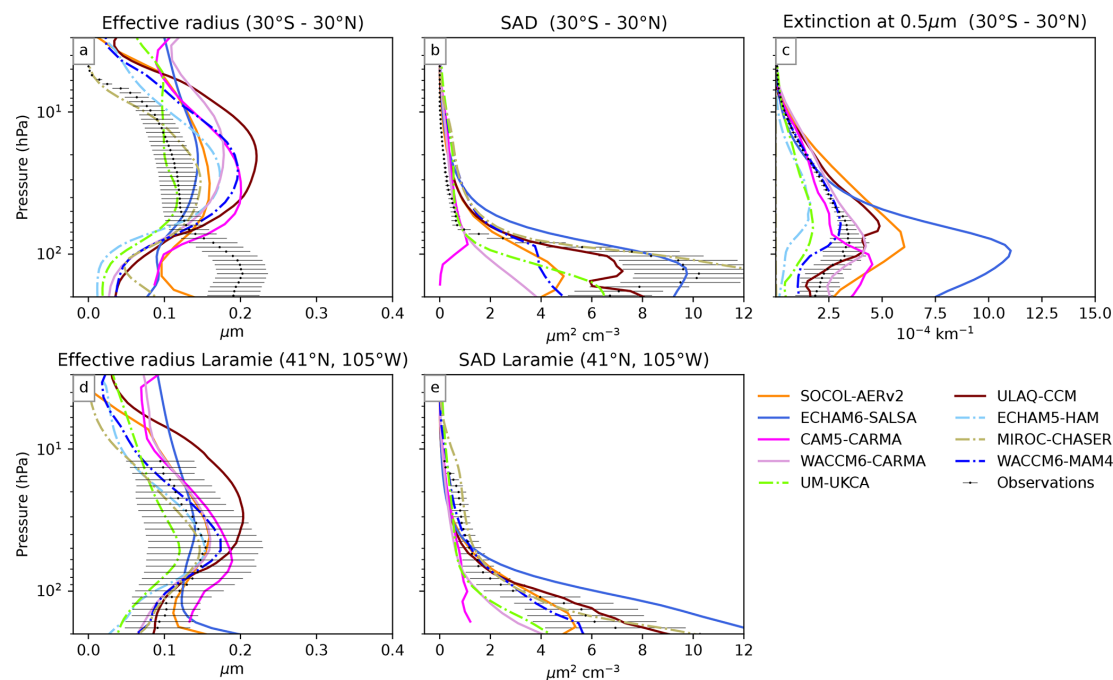 Effective radius (30°S - 30°N)
SAD (30°S - 30°N)
Extinction at 0.5μm (30°S - 30°N)
a
b
c
Pressure (hPa)
10¹
10²
0.0 0.1 0.2 0.3 0.4
μm
0 2 4 6 8 10 12
μm² cm⁻³
2.5 5.0 7.5 10.0 12.5 15.0
10⁻⁴ km⁻¹
Effective radius Laramie (41°N, 105°W)
SAD Laramie (41°N, 105°W)
d
e
Pressure (hPa)
10¹
10²
0.0 0.1 0.2 0.3 0.4
μm
0 2 4 6 8 10 12
μm² cm⁻³
SOCOL-AERv2
ECHAM6-SALSA
CAM5-CARMA
WACCM6-CARMA
UM-UKCA
ULAQ-CCM
ECHAM5-HAM
MIROC-CHASER
WACCM6-MAM4
Observations